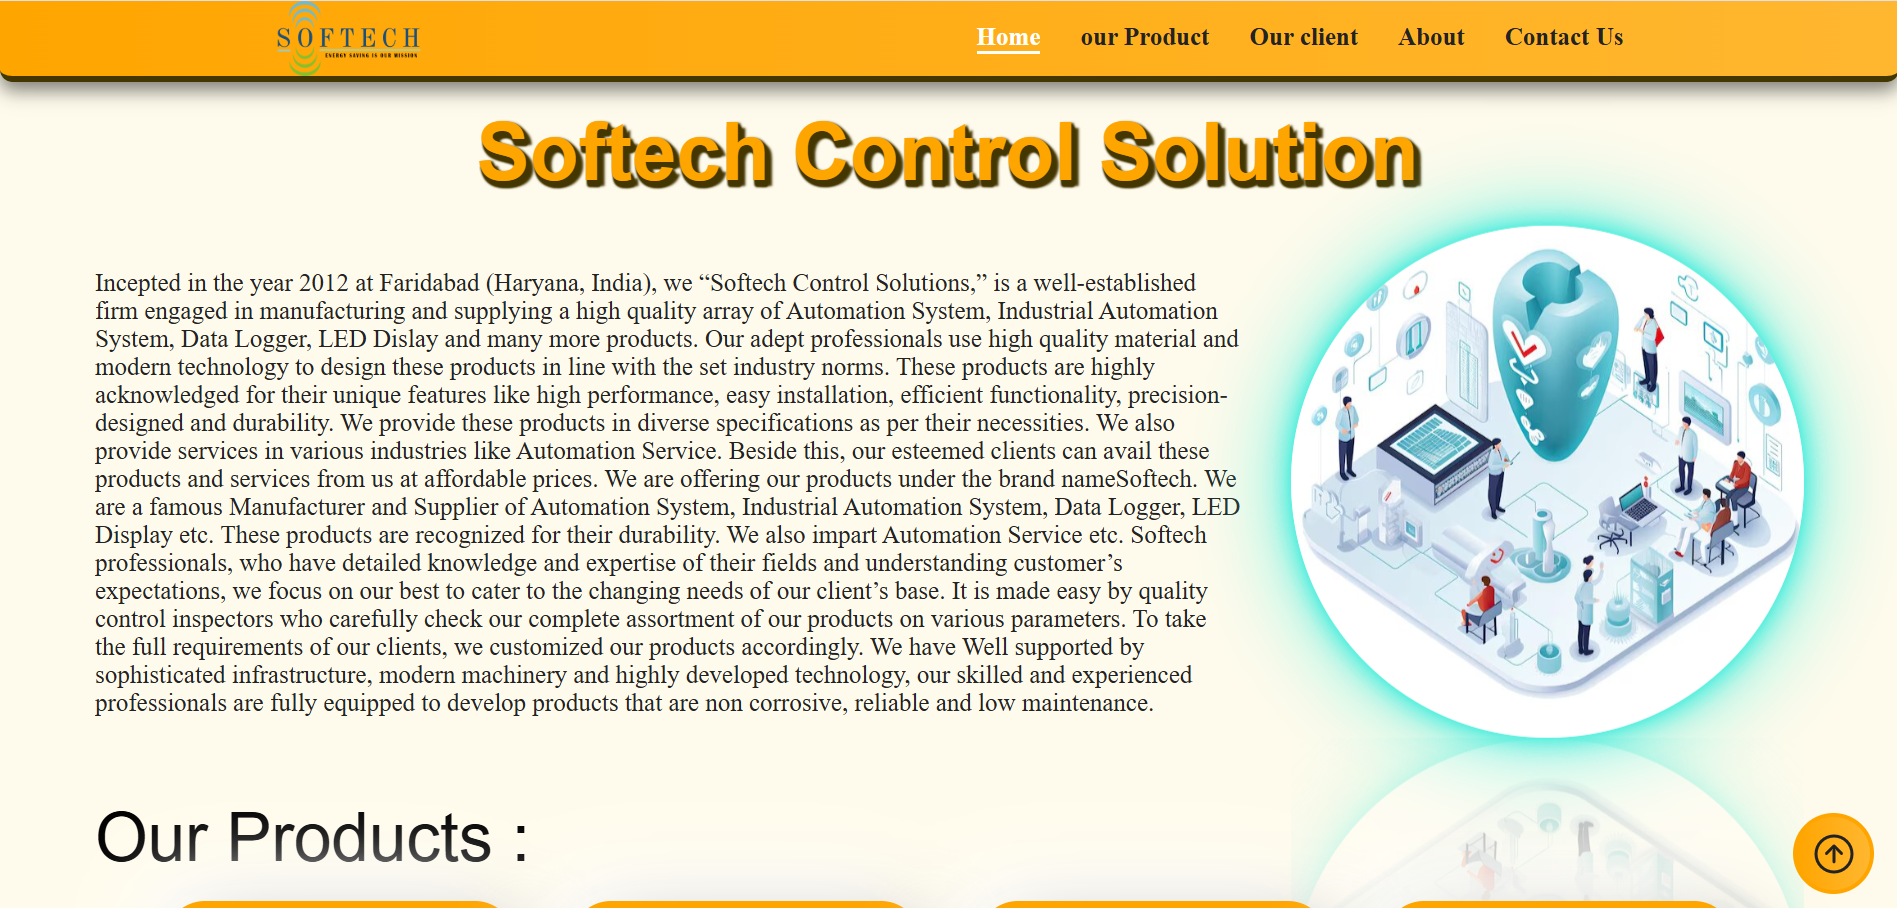 SOFTECH
ENERGY SAVING IS OUR MISSION
Home our Product Our client About Contact Us
Softech Control Solution
Incepted in the year 2012 at Faridabad (Haryana, India), we “Softech Control Solutions,” is a well-established
firm engaged in manufacturing and supplying a high quality array of Automation System, Industrial Automation
System, Data Logger, LED Dislay and many more products. Our adept professionals use high quality material and
modern technology to design these products in line with the set industry norms. These products are highly
acknowledged for their unique features like high performance, easy installation, efficient functionality, precision-
designed and durability. We provide these products in diverse specifications as per their necessities. We also
provide services in various industries like Automation Service. Beside this, our esteemed clients can avail these
products and services from us at affordable prices. We are offering our products under the brand nameSoftech. We
are a famous Manufacturer and Supplier of Automation System, Industrial Automation System, Data Logger, LED
Display etc. These products are recognized for their durability. We also impart Automation Service etc. Softech
professionals, who have detailed knowledge and expertise of their fields and understanding customer’s
expectations, we focus on our best to cater to the changing needs of our client’s base. It is made easy by quality
control inspectors who carefully check our complete assortment of our products on various parameters. To take
the full requirements of our clients, we customized our products accordingly. We have Well supported by
sophisticated infrastructure, modern machinery and highly developed technology, our skilled and experienced
professionals are fully equipped to develop products that are non corrosive, reliable and low maintenance.
Our Products :